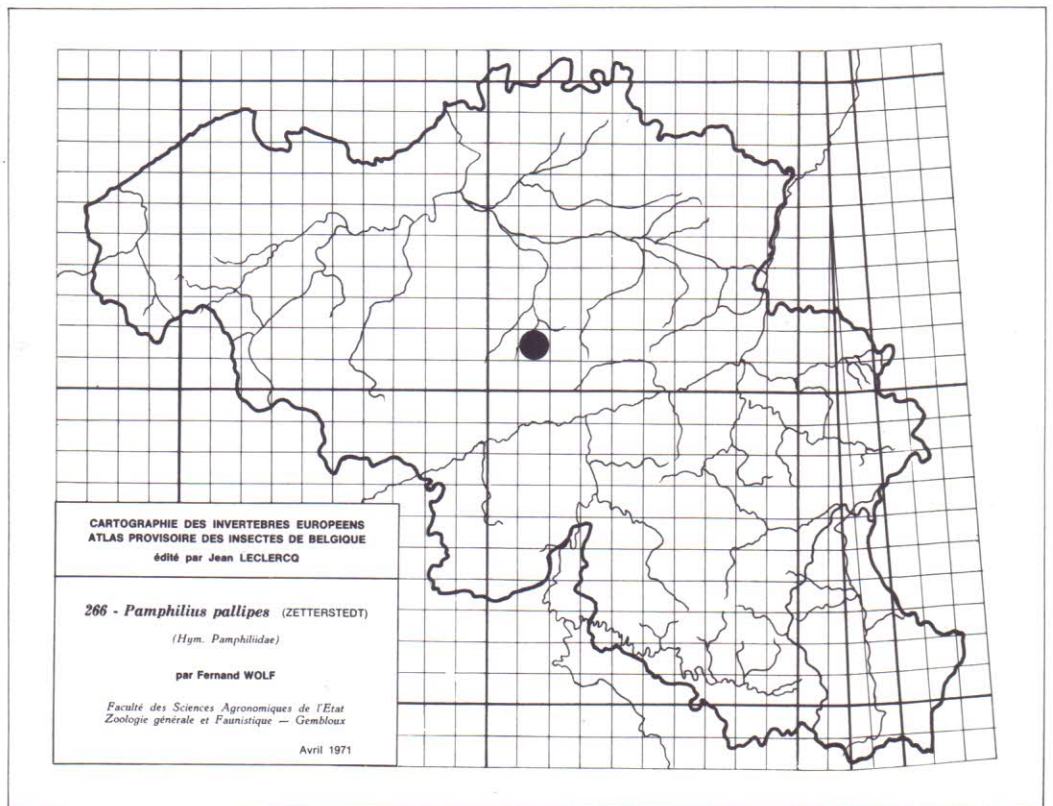 CARTOGRAPHIE DES INVERTEBRES EUROPEENS
ATLAS PROVISOIRE DES INSECTES DE BELGIQUE
édité par Jean LECLERCQ
266 - Pamphilius pallipes (ZETTERSTEDT)
(Hym. Pamphiliidae)
par Fernand WOLF
Faculté des Sciences Agronomiques de l'Etat
Zoologie générale et Faunistique — Gembloux
Avril 1971